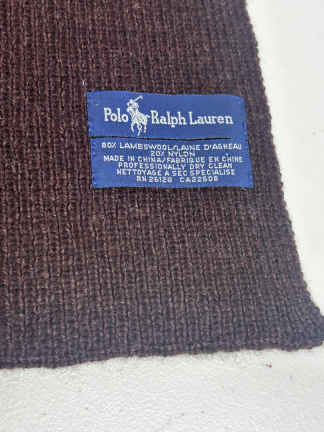 Polo Ralph Lauren
80% LAMBSWOOL/LAINE D'AGNEAU
20% NYLON
MADE IN CHINA/FABRIQUE EN CHINE
PROFESSIONALLY DRY CLEAN
NETTOYAGE A SEC SPECIALISE
RN 26126 CA22608